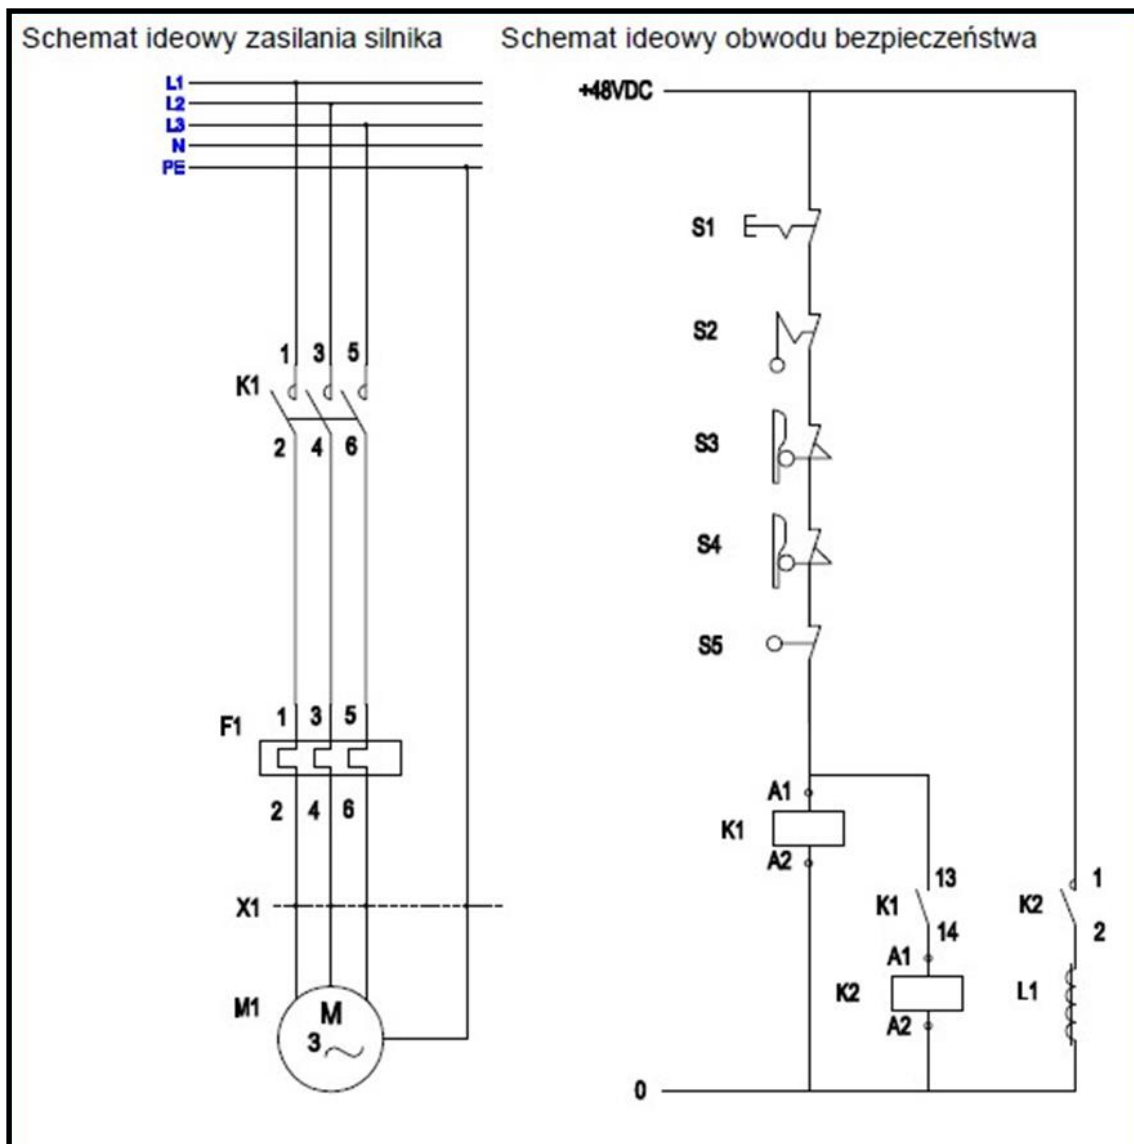 Schemat ideowy zasilania silnika
L1
L2
L3
N
PE
1 3 5
K1
2 4 6
F1
1 3 5
2 4 6
X1
M1
M
3
Schemat ideowy obwodu bezpieczeństwa
+48VDC
S1
S2
S3
S4
S5
A1
K1
A2
13
K1
14
A1
K2
A2
1
K2
2
L1
0